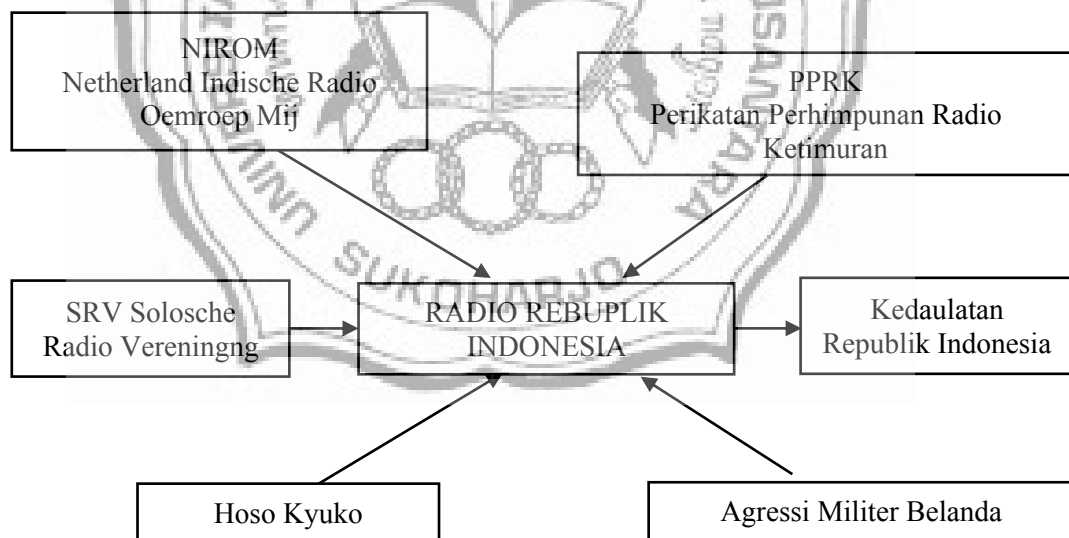 NIROM
Netherland Indische Radio
Oemroep Mij
PPRK
Perikatan Perhimpunan Radio
Ketimuran
SRV Solosche
Radio Vereningng
RADIO REBUPLIK
INDONESIA
Kedaulatan
Republik Indonesia
Hoso Kyuko
Agressi Militer Belanda
SUKOHARJO